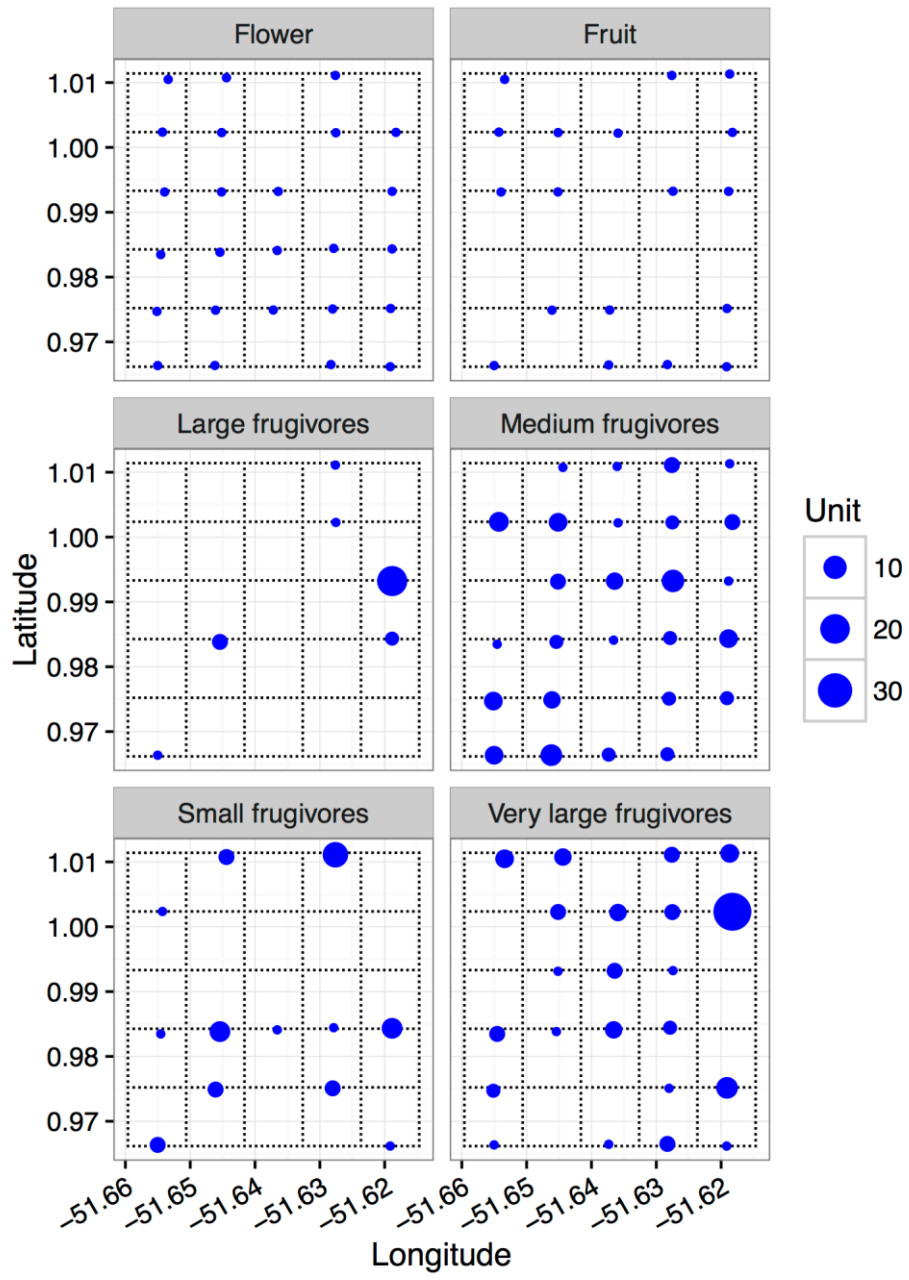 Flower Fruit
1.01
1.00
0.99
0.98
0.97
Large frugivores Medium frugivores
1.01
1.00
0.99
0.98
0.97
Latitude
Unit
10
20
30
Small frugivores Very large frugivores
1.01
1.00
0.99
0.98
0.97
−51.66 −51.65 −51.64 −51.63 −51.62 −51.66 −51.65 −51.64 −51.63 −51.62
Longitude